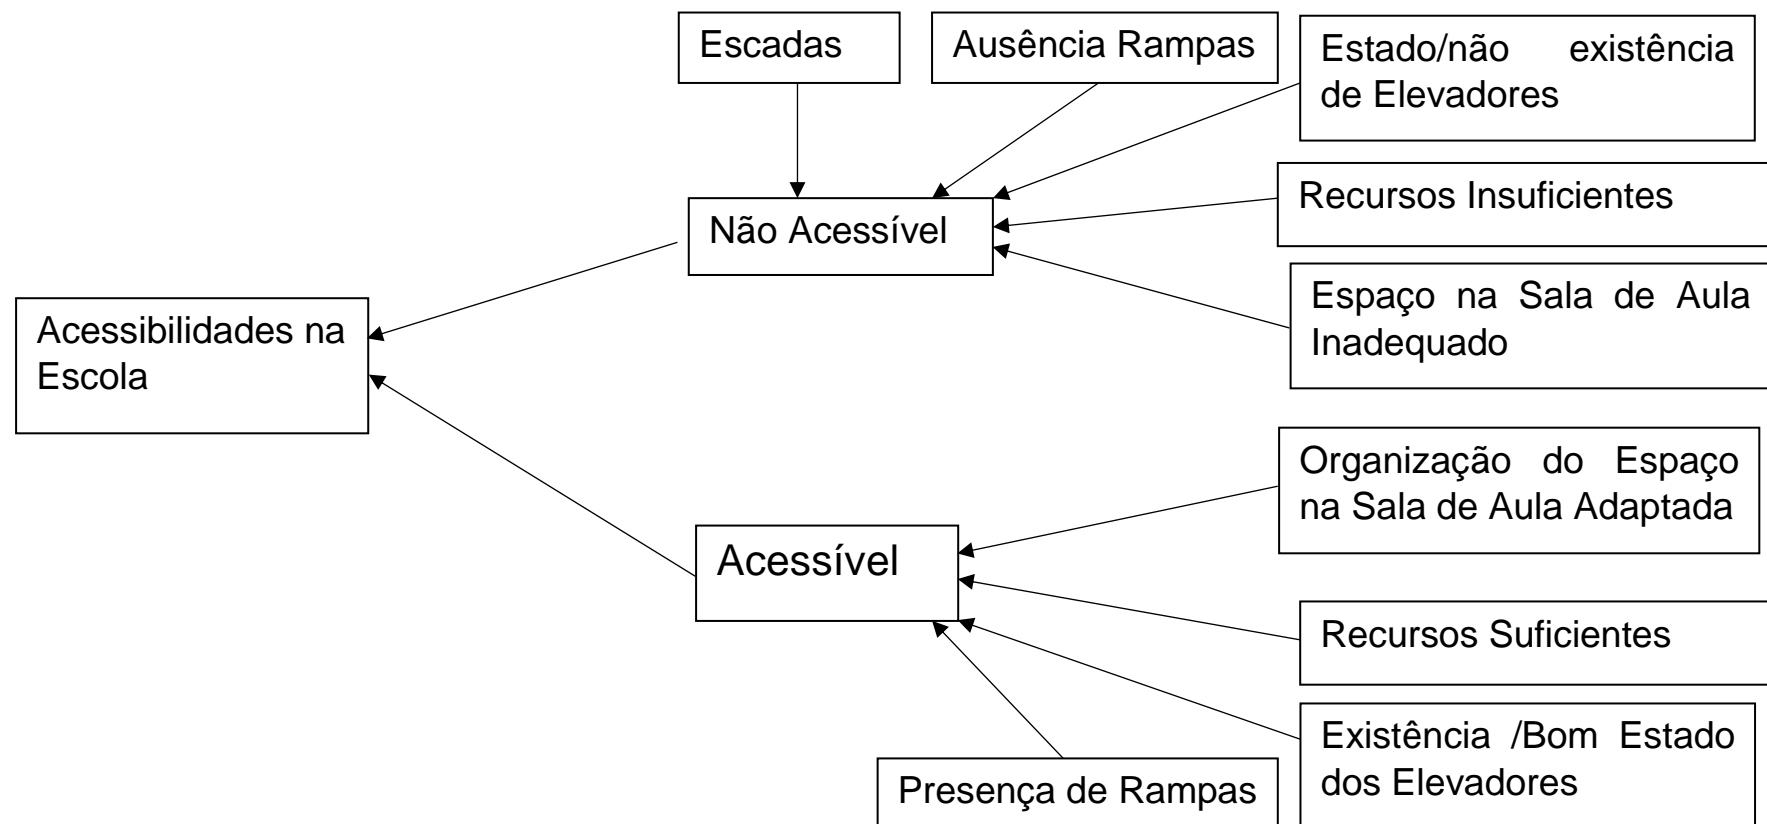 Escadas
Ausência Rampas
Estado/não existência
de Elevadores
Recursos Insuficientes
Não Acessível
Espaço na Sala de Aula
Inadequado
Acessibilidades na
Escola
Organização do Espaço
na Sala de Aula Adaptada
Acessível
Recursos Suficientes
Existência /Bom Estado
dos Elevadores
Presença de Rampas